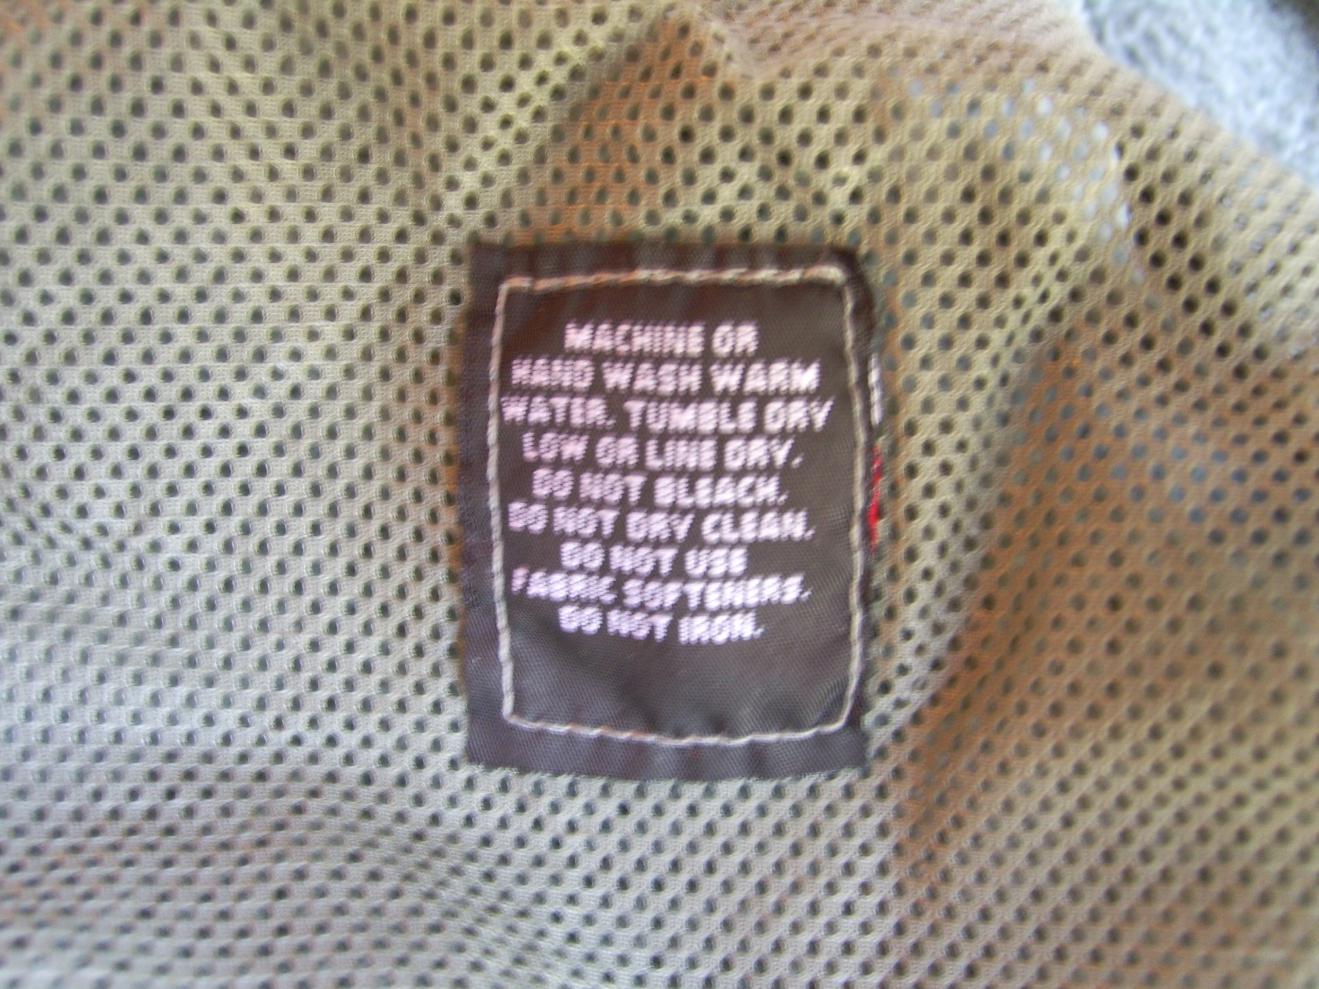 MACHINE OR
HAND WASH WARM
WATER. TUMBLE DRY
LOW OR LINE DRY.
DO NOT BLEACH.
DO NOT DRY CLEAN.
DO NOT USE
FABRIC SOFTENERS.
DO NOT IRON.